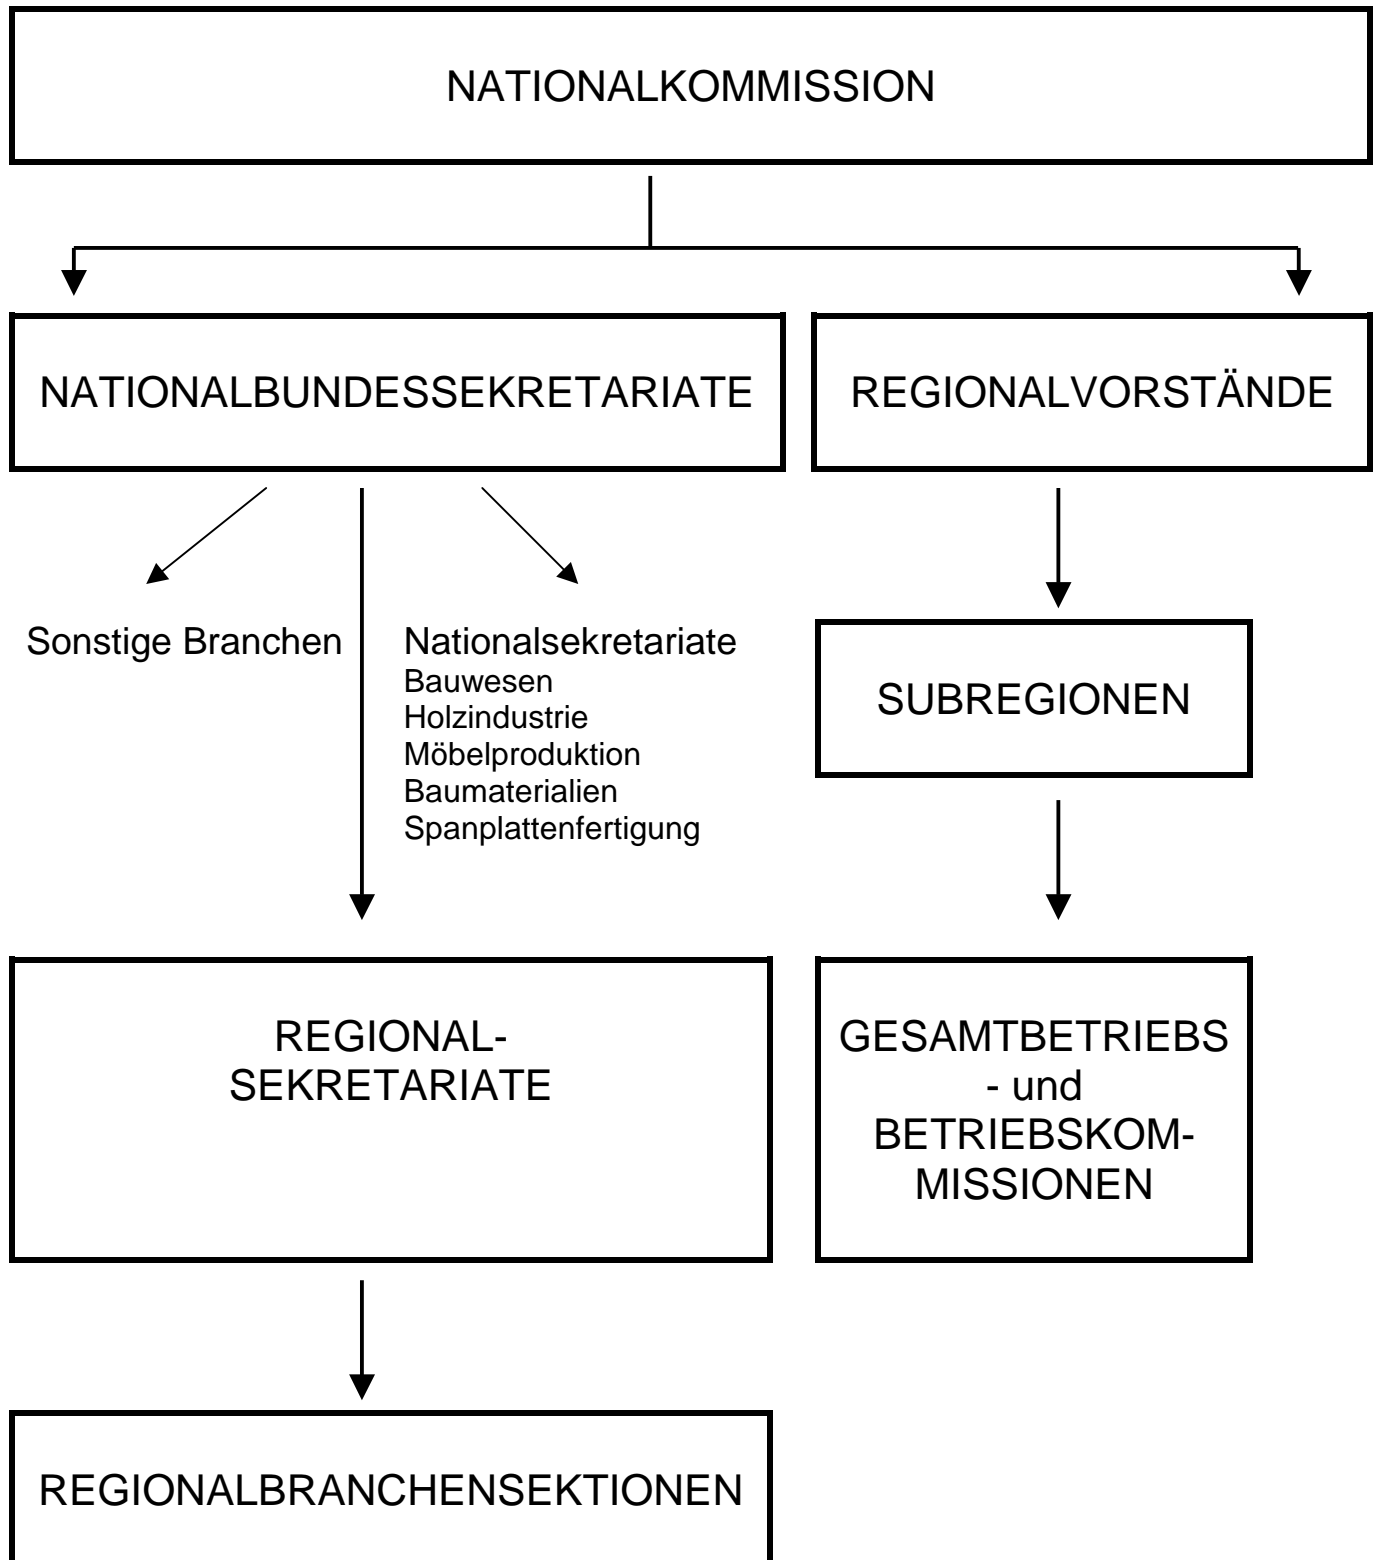 NATIONALKOMMISSION
NATIONALBUNDESSEKRETARIATE
REGIONALVORSTÄNDE
Sonstige Branchen
Nationalsekretariate
Bauwesen
Holzindustrie
Möbelproduktion
Baumaterialien
Spanplattenfertigung
SUBREGIONEN
REGIONAL-
SEKRETARIATE
GESAMTBETRIEBS
- und
BETRIEBSKOM-
MISSIONEN
REGIONALBRANCHENSEKTIONEN